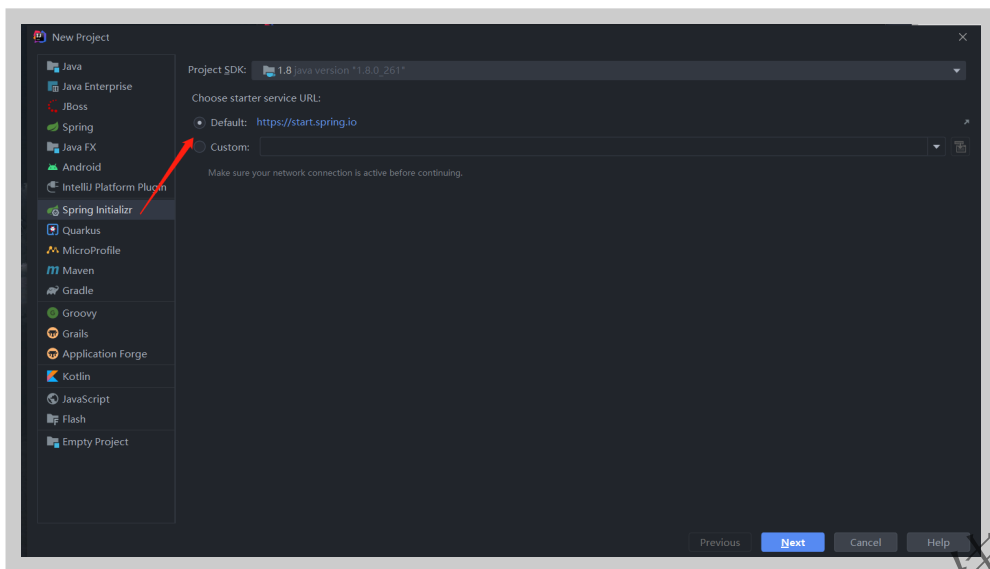 New Project
Java
Java Enterprise
JBoss
Spring
Java FX
Android
IntelliJ Platform Plugin
Spring Initializr
Quarkus
MicroProfile
Maven
Gradle
Groovy
Grails
Application Forge
Kotlin
JavaScript
Flash
Empty Project
Project SDK: 1.8 java version "1.8.0_261"
Choose starter service URL:
Default: https://start.spring.io
Custom:
Make sure your network connection is active before continuing.
Previous Next Cancel Help